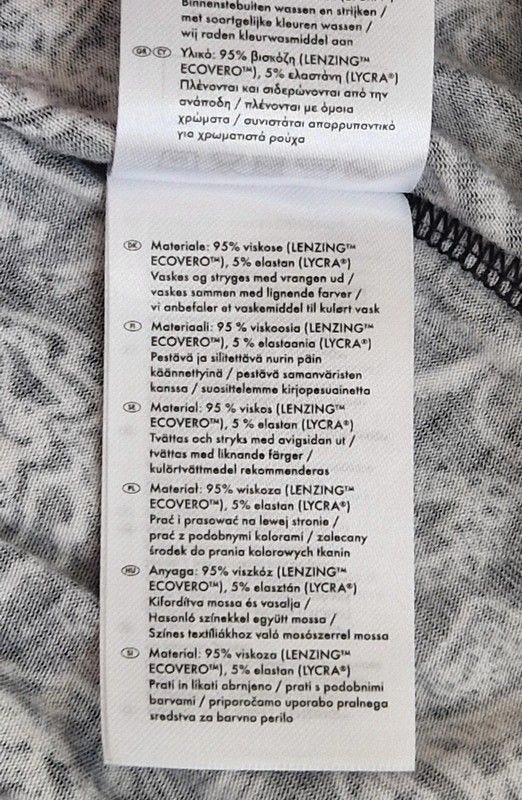 Binnenstebuiten wassen en strijken /
met soortgelijke kleuren wassen /
wij raden kleurwasmiddel aan
GR CY Υλικό: 95% βισκόζη (LENZING™
ECOVERO™), 5% ελαστάνη (LYCRA®)
Πλένονται και σιδερώνονται από την
ανάποδη / πλένονται με όμοια
χρώματα / συνιστάται απορρυπαντικό
για χρωματιστά ρούχα
DK Materiale: 95% viskose (LENZING™
ECOVERO™), 5% elastan (LYCRA®)
Vaskes og stryges med vrangen ud /
vaskes sammen med lignende farver /
vi anbefaler et vaskemiddel til kulørt vask
FI Materiaali: 95 % viskoosia (LENZING™
ECOVERO™), 5 % elastaania (LYCRA®)
Pestävä ja silitettävä nurin päin
käännettyinä / pestävä samanväristen
kanssa / suosittelemme kirjopesuainetta
SE Material: 95 % viskos (LENZING™
ECOVERO™), 5 % elastan (LYCRA®)
Tvättas och stryks med avigsidan ut /
tvättas med liknande färger /
kulörtvättmedel rekommenderas
PL Materiał: 95% wiskoza (LENZING™
ECOVERO™), 5% elastan (LYCRA®)
Prać i prasować na lewej stronie /
prać z podobnymi kolorami / zalecany
środek do prania kolorowych tkanin
HU Anyaga: 95% viszkóz (LENZING™
ECOVERO™), 5% elasztán (LYCRA®)
Kifordítva mossa és vasalja /
Hasonló színekkel együtt mossa /
Színes textíliákhoz való mosószerrel mossa
SI Material: 95% viskoza (LENZING™
ECOVERO™), 5% elastan (LYCRA®)
Prati in likati obrnjeno / prati s podobnimi
barvami / priporočamo uporabo pralnega
sredstva za barvno perilo